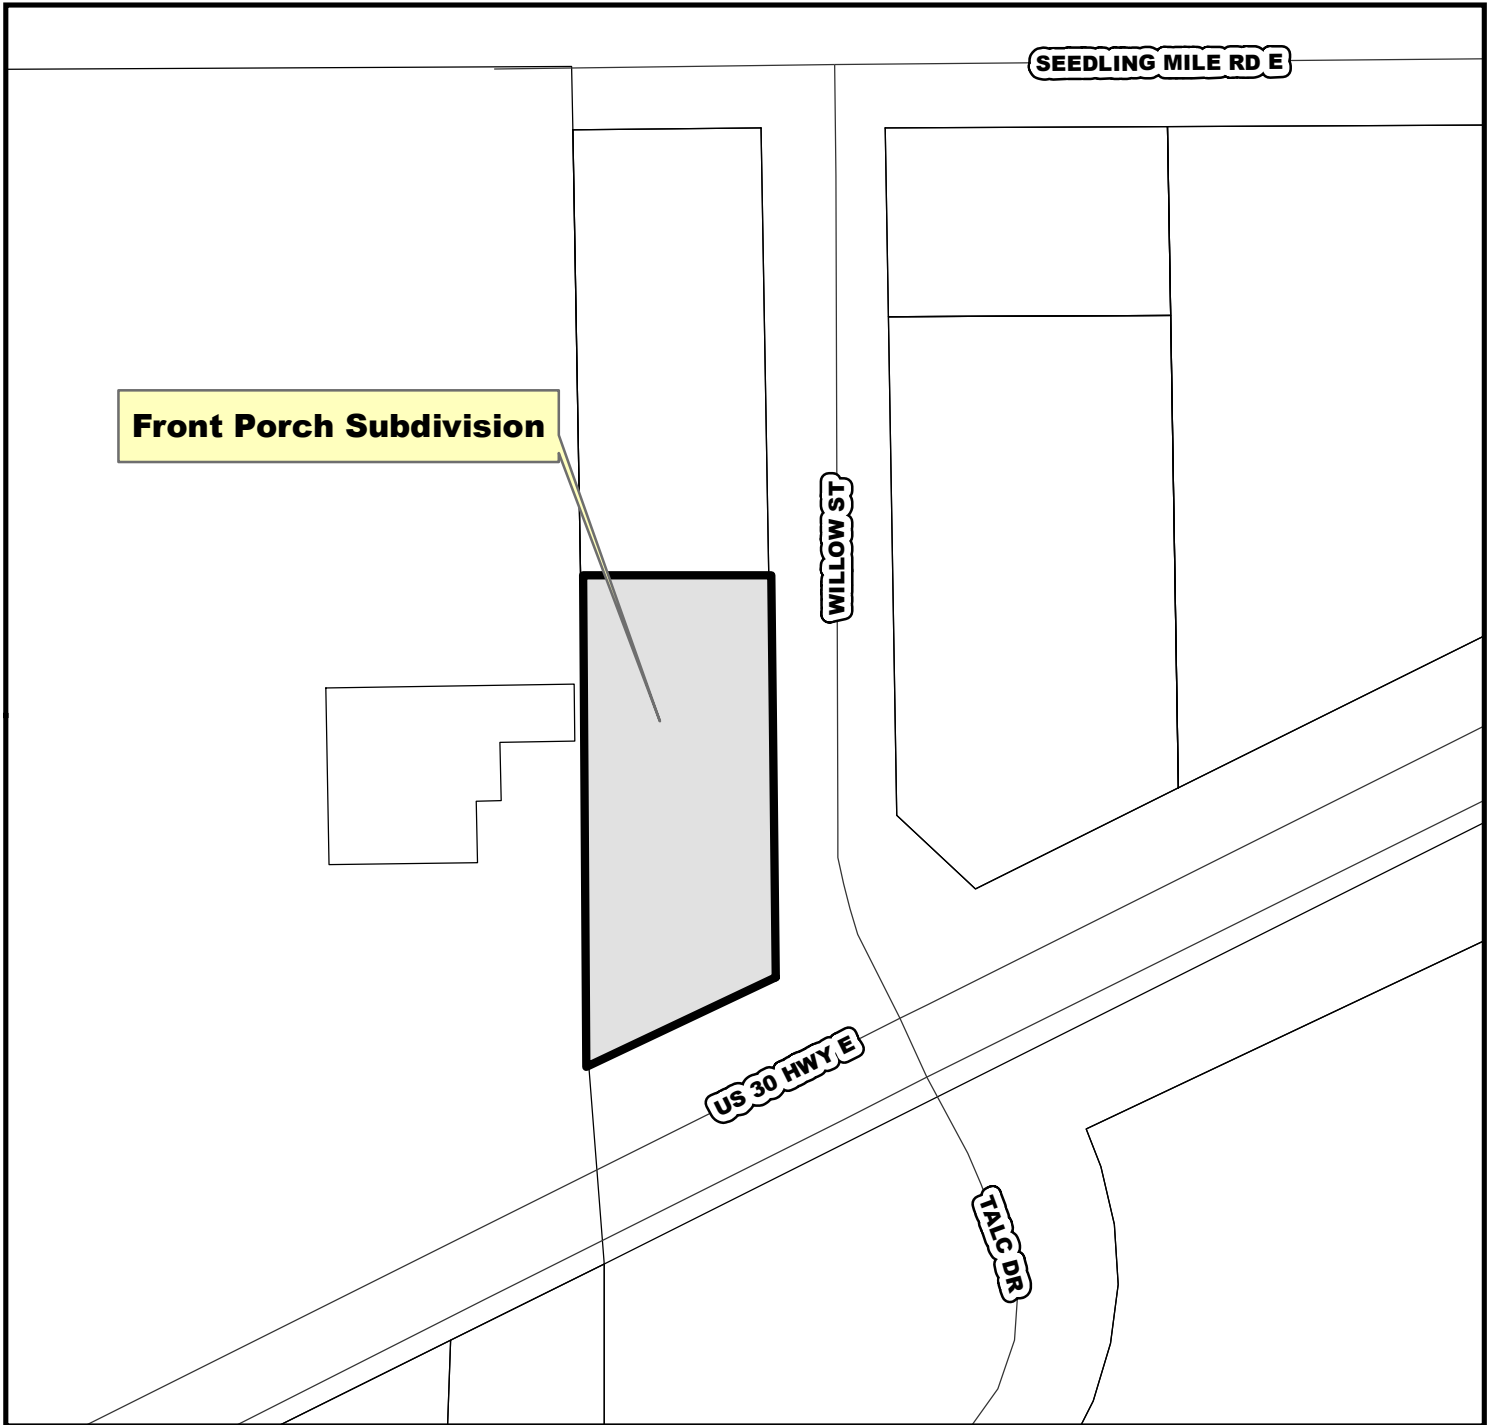 SEEDLING MILE RD E
Front Porch Subdivision
WILLOW ST
US 30 HWY E
TALC DR